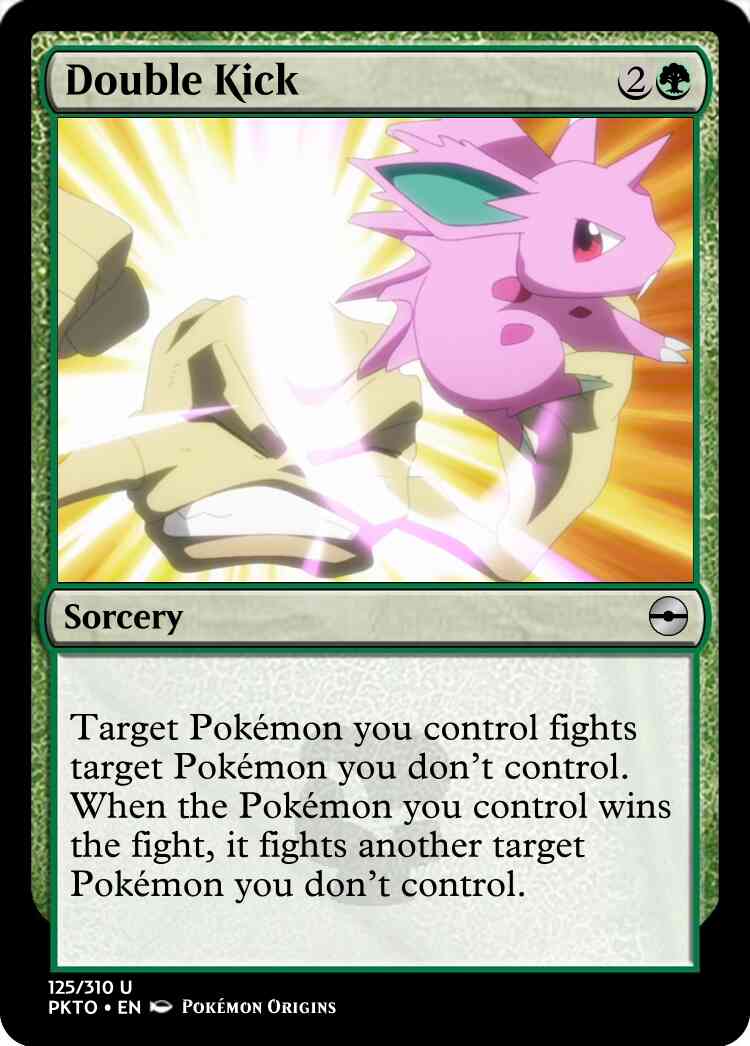 Double Kick 2
Sorcery
Target Pokémon you control fights
target Pokémon you don't control.
When the Pokémon you control wins
the fight, it fights another target
Pokémon you don't control.
125/310 U
PKTO • EN Pokémon Origins